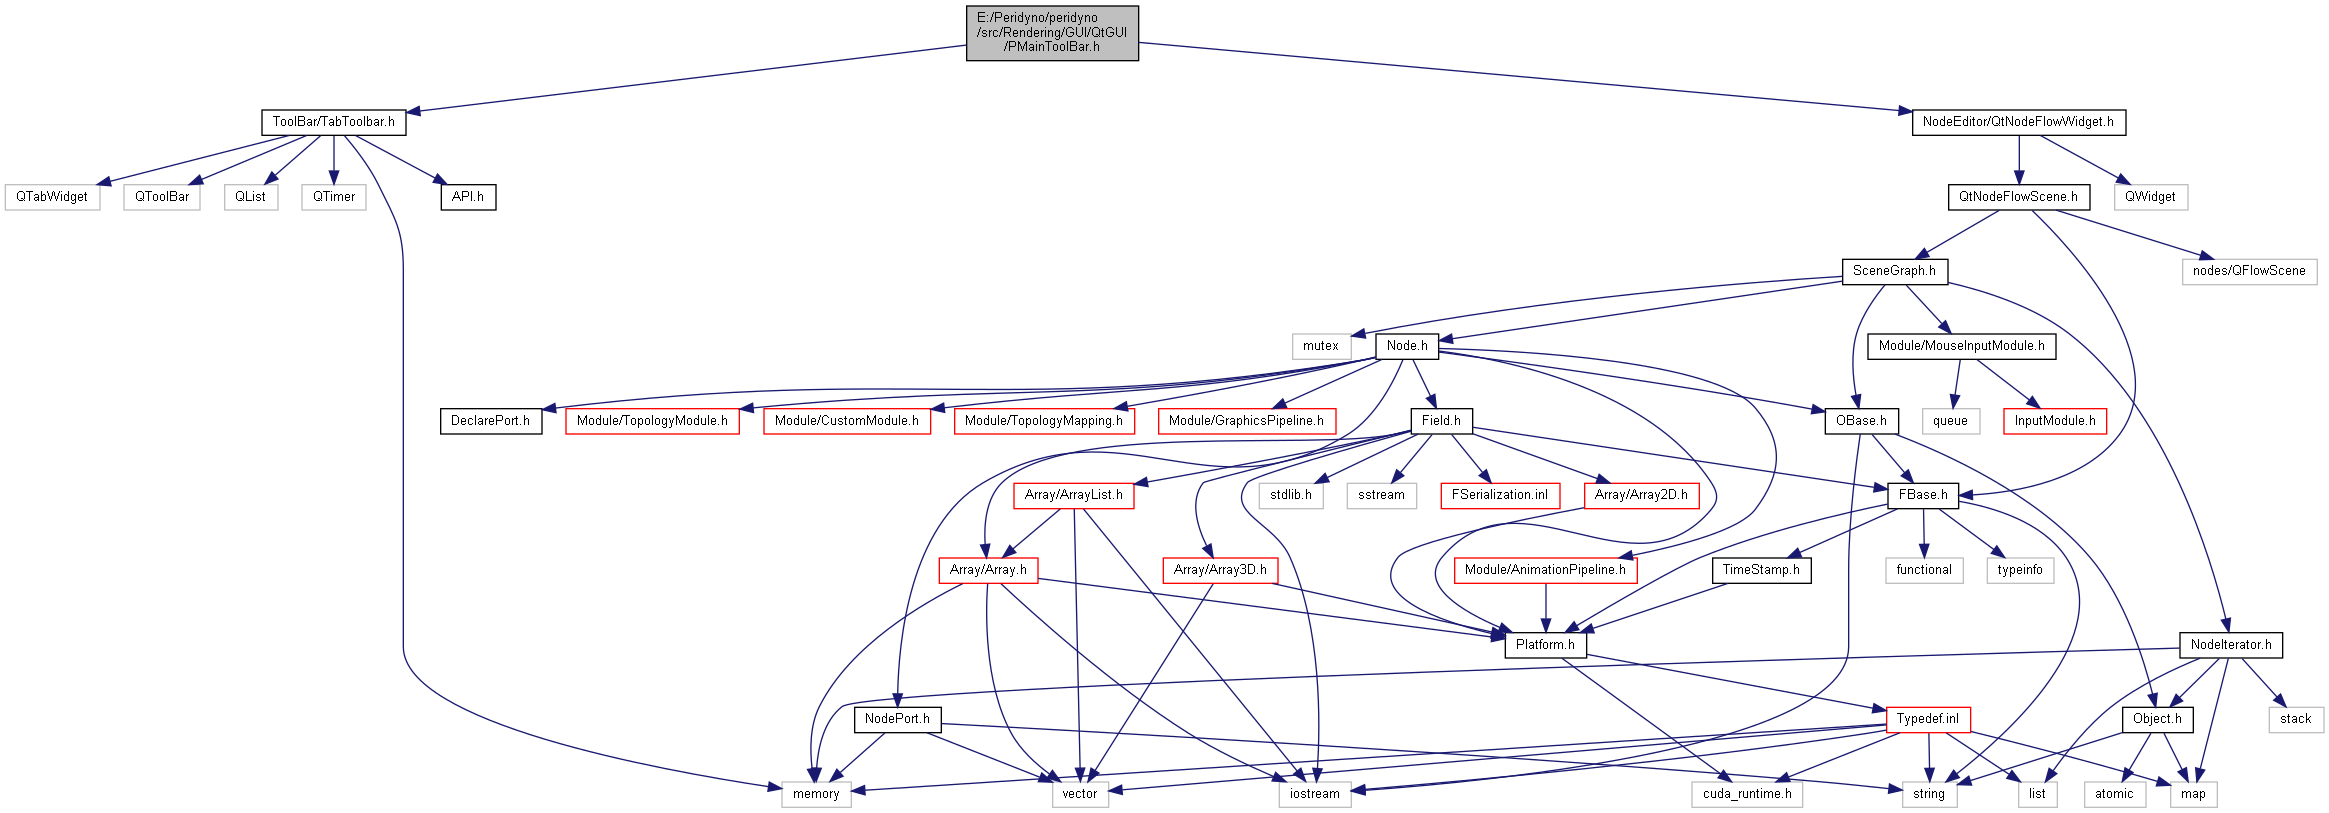 E:/Peridyno/peridyno
/src/Rendering/GUI/QtGUI
/PMainToolBar.h
ToolBar/TabToolbar.h
NodeEditor/QtNodeFlowWidget.h
QTabWidget
QToolBar
QList
QTimer
API.h
QtNodeFlowScene.h
QWidget
SceneGraph.h
nodes/QFlowScene
mutex
Node.h
Module/MouseInputModule.h
DeclarePort.h
Module/TopologyModule.h
Module/CustomModule.h
Module/TopologyMapping.h
Module/GraphicsPipeline.h
Field.h
OBase.h
queue
InputModule.h
Array/ArrayList.h
stdlib.h
sstream
FSerialization.inl
Array/Array2D.h
FBase.h
Array/Array.h
Array/Array3D.h
Module/AnimationPipeline.h
TimeStamp.h
functional
typeinfo
Platform.h
NodeIterator.h
NodePort.h
Typedef.inl
Object.h
stack
memory
vector
iostream
cuda_runtime.h
string
list
atomic
map